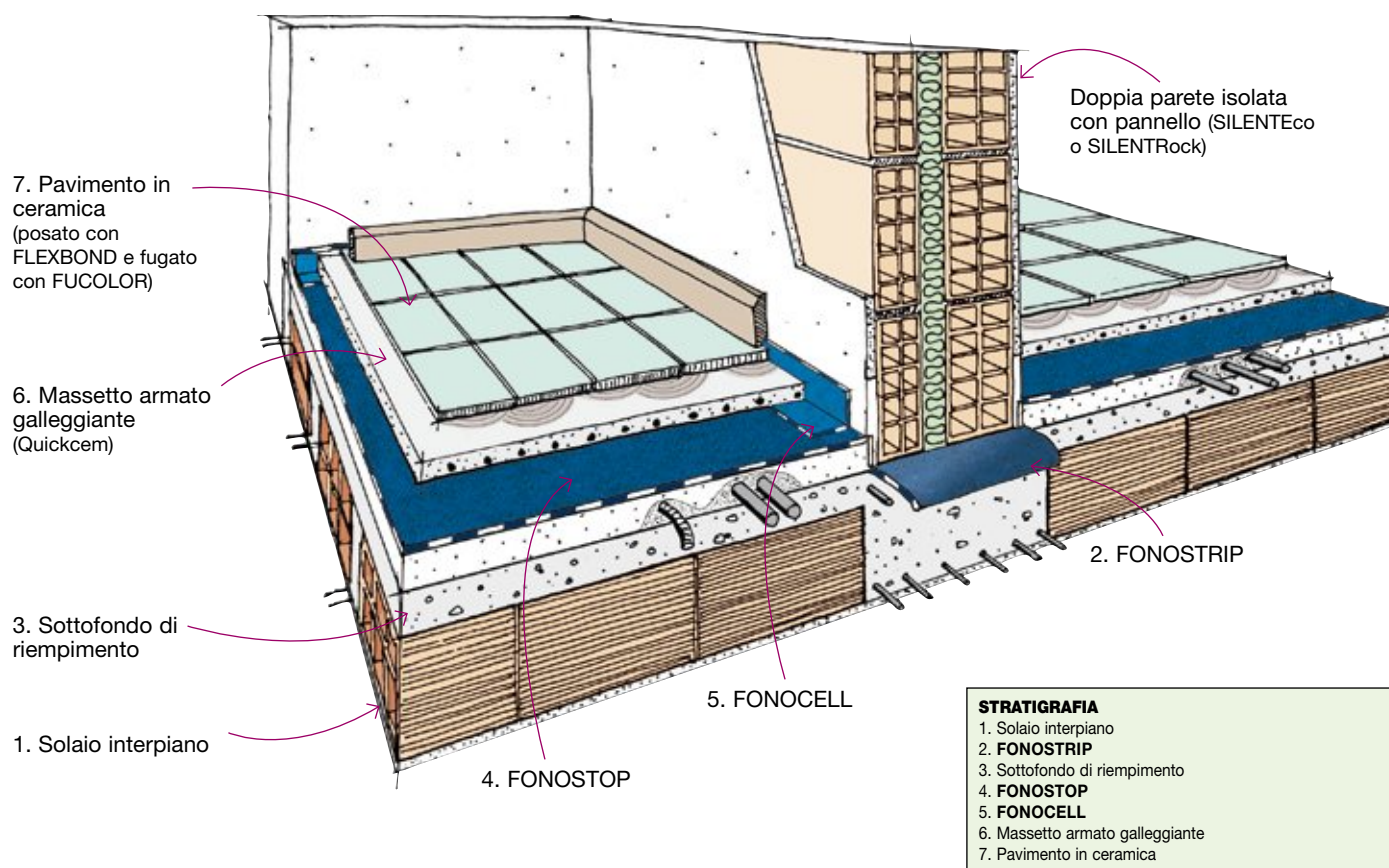 Doppia parete isolata
con pannello (SILENTEco
o SILENTRock)
7. Pavimento in
ceramica
(posato con
FLEXBOND e fugato
con FUCOLOR)
6. Massetto armato
galleggiante
(Quickcem)
2. FONOSTRIP
3. Sottofondo di
riempimento
5. FONOCELL
1. Solaio interpiano
4. FONOSTOP
STRATIGRAFIA
1. Solaio interpiano
2. FONOSTRIP
3. Sottofondo di riempimento
4. FONOSTOP
5. FONOCELL
6. Massetto armato galleggiante
7. Pavimento in ceramica